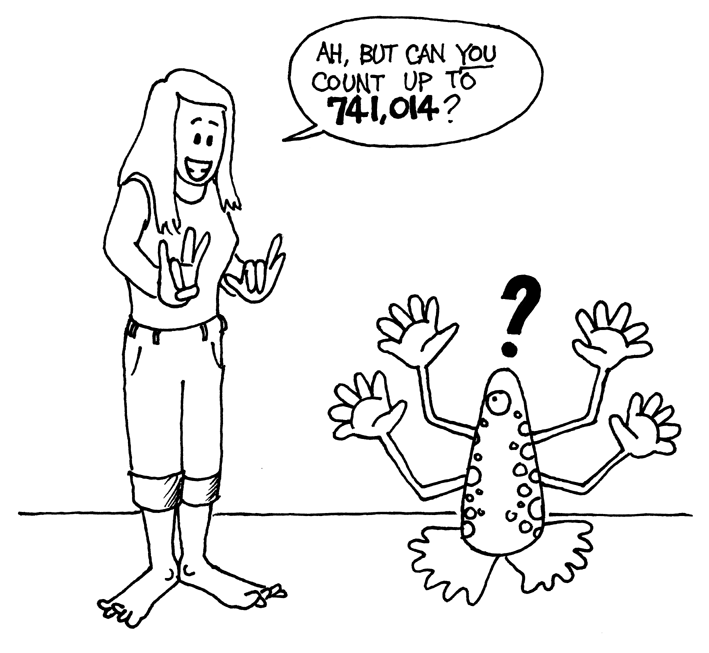 AH, BUT CAN YOU
COUNT UP TO
741,014?
?